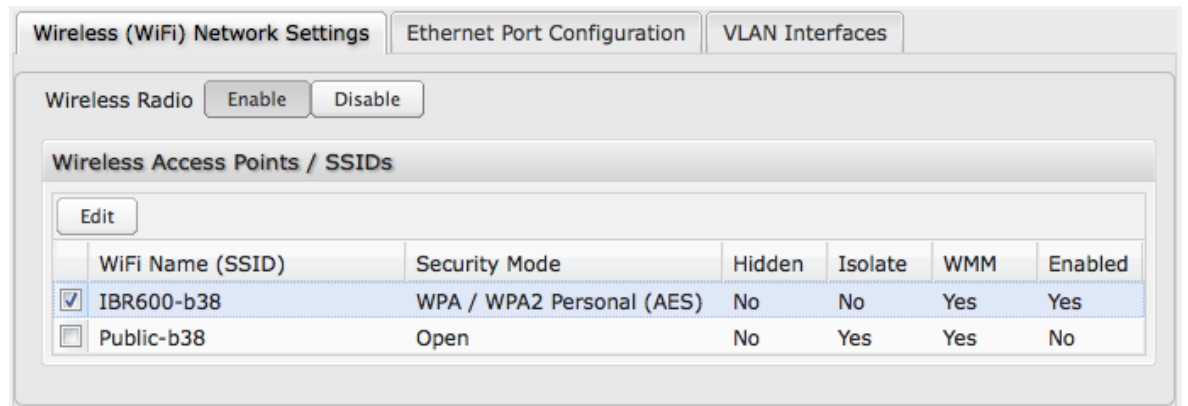 Wireless (WiFi) Network Settings Ethernet Port Configuration VLAN Interfaces
Wireless Radio Enable Disable
Wireless Access Points / SSIDs
Edit
WiFi Name (SSID) Security Mode Hidden Isolate WMM Enabled
IBR600-b38 WPA / WPA2 Personal (AES) No No Yes Yes
Public-b38 Open No Yes Yes No